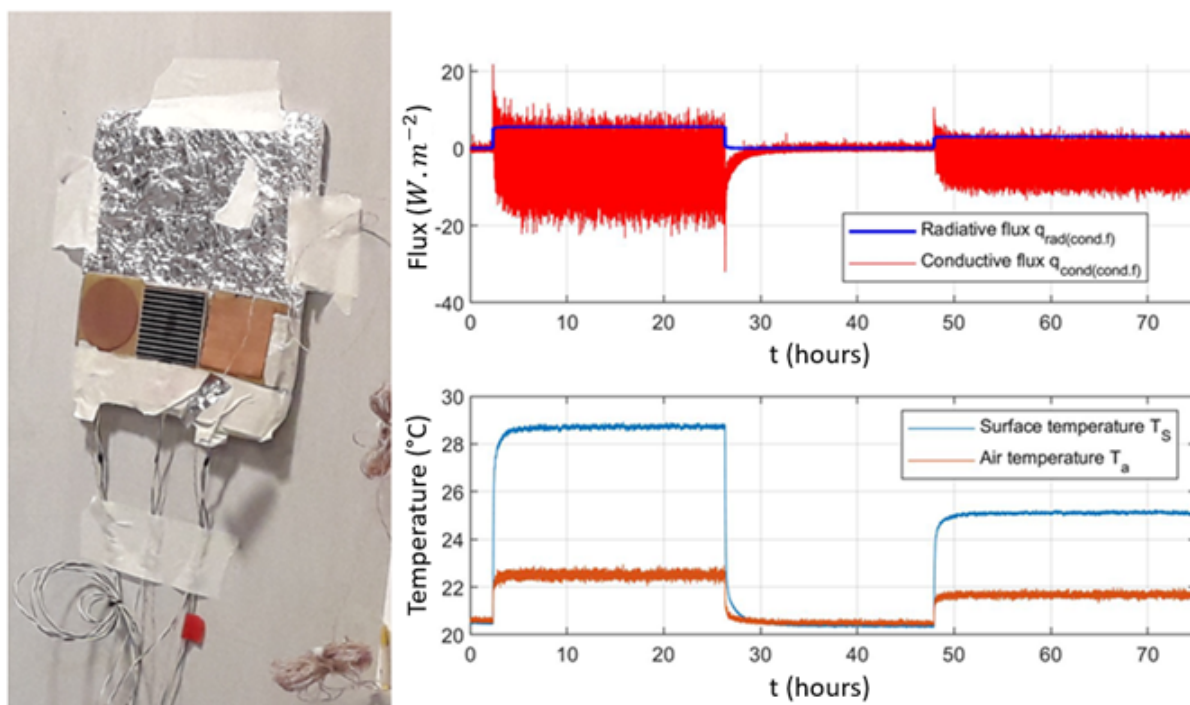 20
0
-20
-40
Flux (W.m⁻²)
Radiative flux q_rad(cond.f)
Conductive flux q_cond(cond.f)
0 10 20 30 40 50 60 70
t (hours)
30
28
26
24
22
20
Temperature (°C)
Surface temperature T_S
Air temperature T_a
0 10 20 30 40 50 60 70
t (hours)